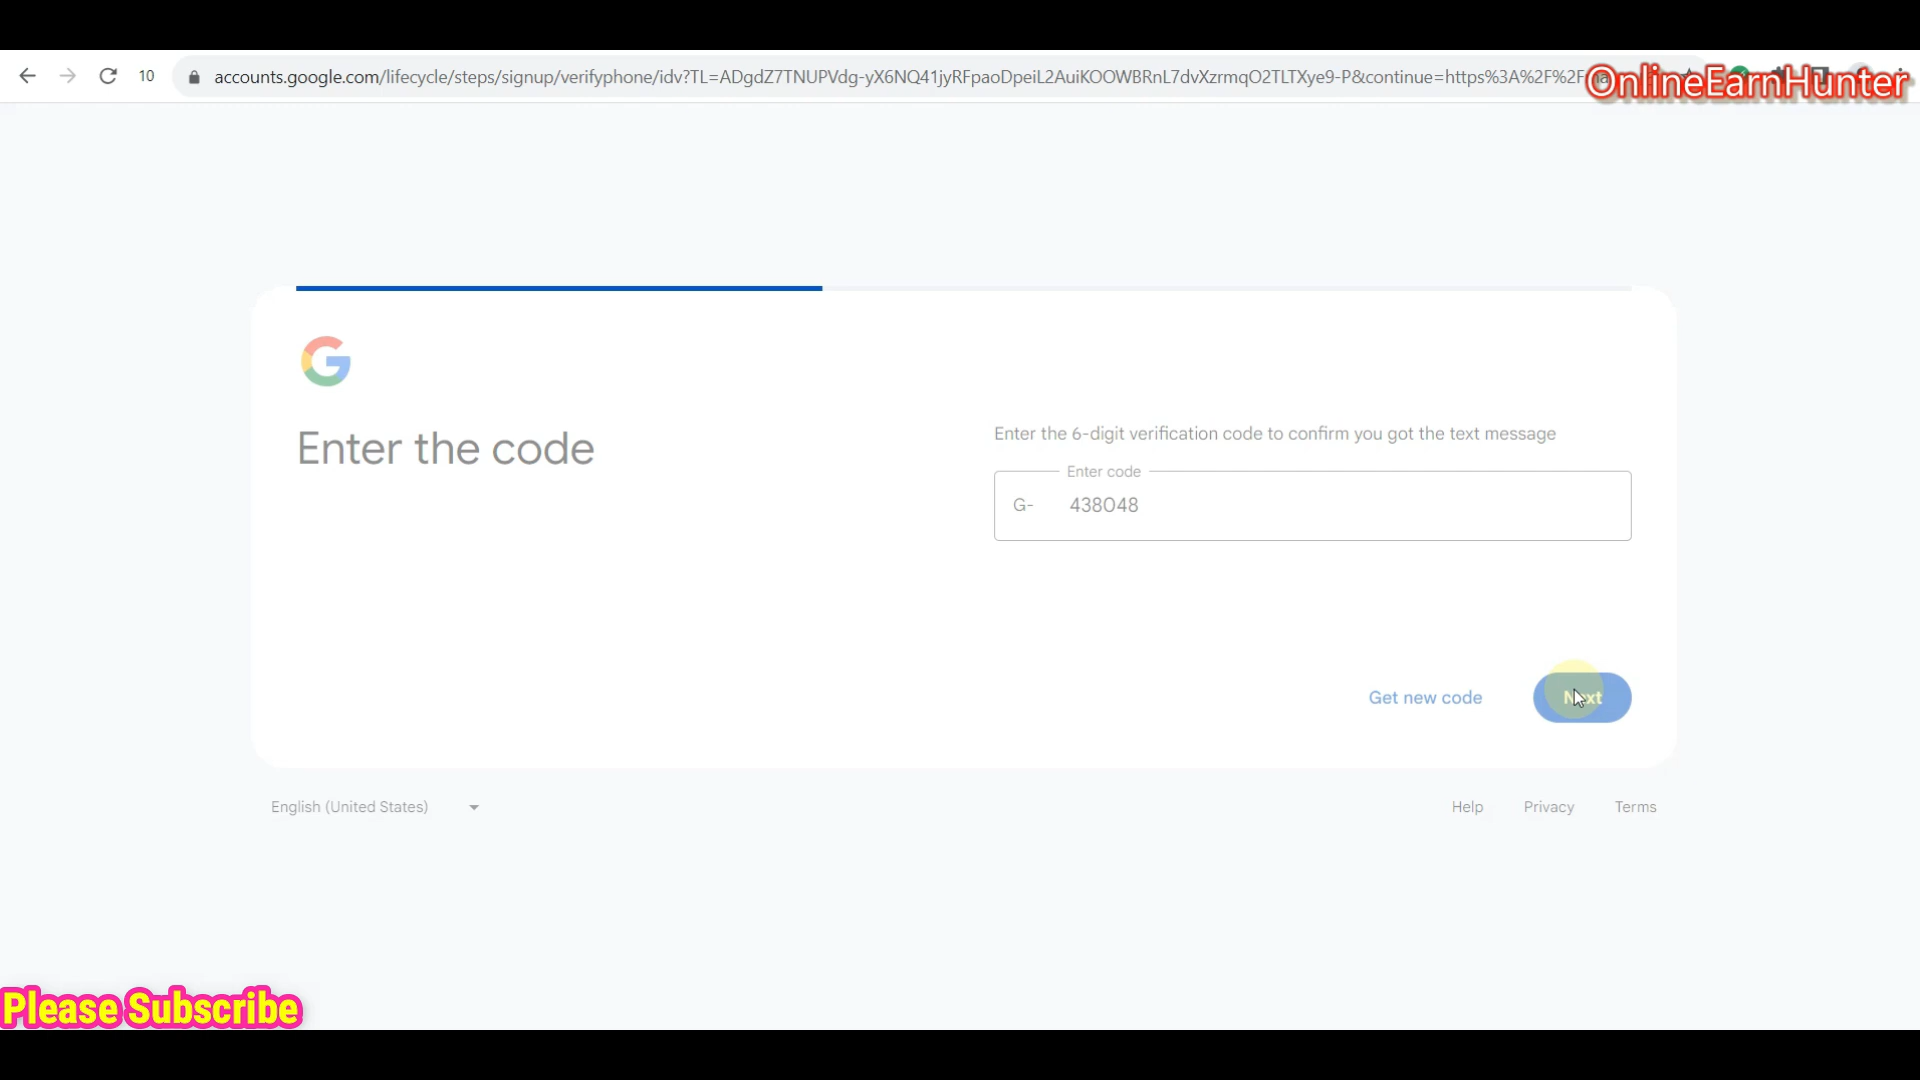 10
accounts.google.com/lifecycle/steps/signup/verifyphone/idv?TL=ADgdZ7TNUPVdg-yX6NQ41jyRFpaoDpeiL2AuiKOOWBRnL7dvXzrmqO2TLTXye9-P&continue=https%3A%2F%2F
OnlineEarnHunter
Enter the code
Enter the 6-digit verification code to confirm you got the text message
Enter code
G- 438048
Get new code
Next
English (United States)
Help Privacy Terms
Please Subscribe